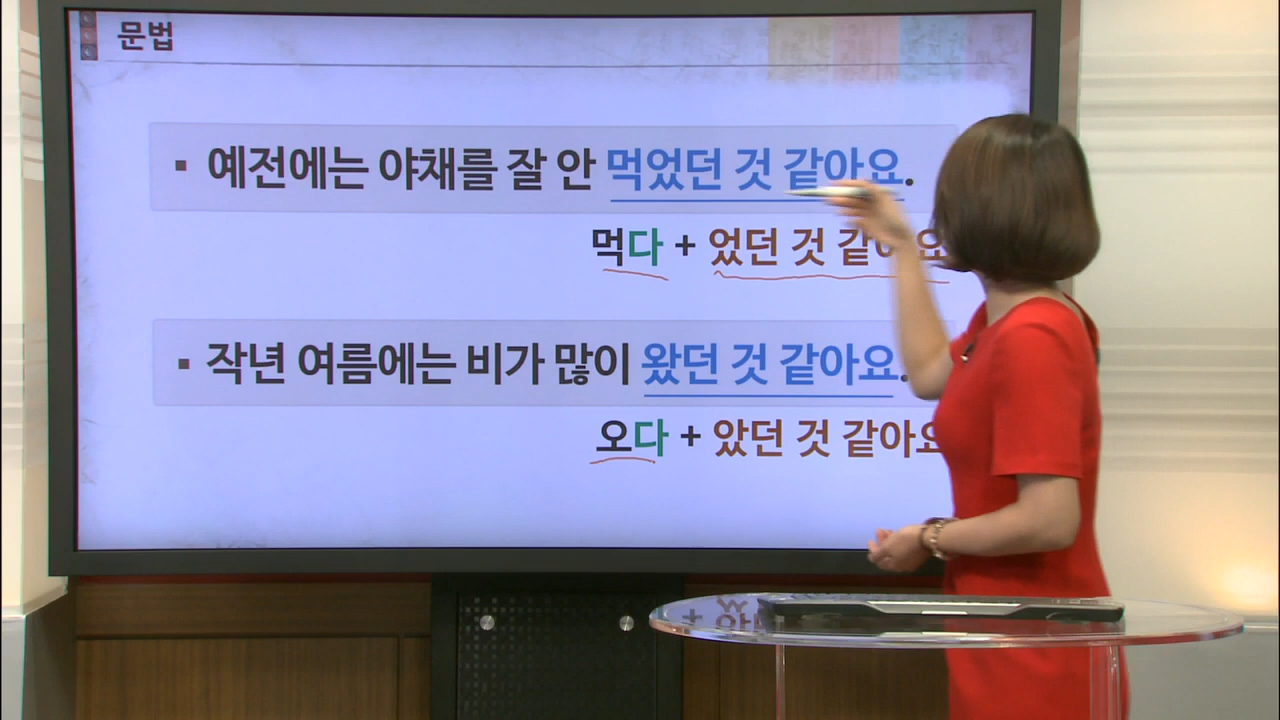 문법
▪ 예전에는 야채를 잘 안 먹었던 것 같아요.
먹다 + 었던 것 같아요
▪ 작년 여름에는 비가 많이 왔던 것 같아요.
오다 + 았던 것 같아요